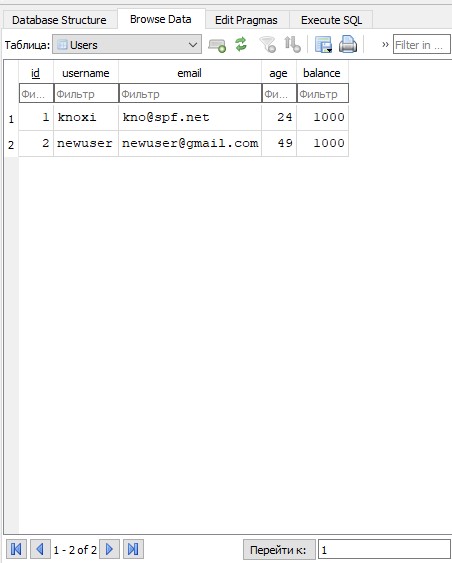 Database Structure Browse Data Edit Pragmas Execute SQL
Таблица: Users » Filter in ...
id username email age balance
Фи... Фильтр Фильтр Фи... Фильтр
1 1 knoxi kno@spf.net 24 1000
2 2 newuser newuser@gmail.com 49 1000
1 - 2 of 2 Перейти к: 1